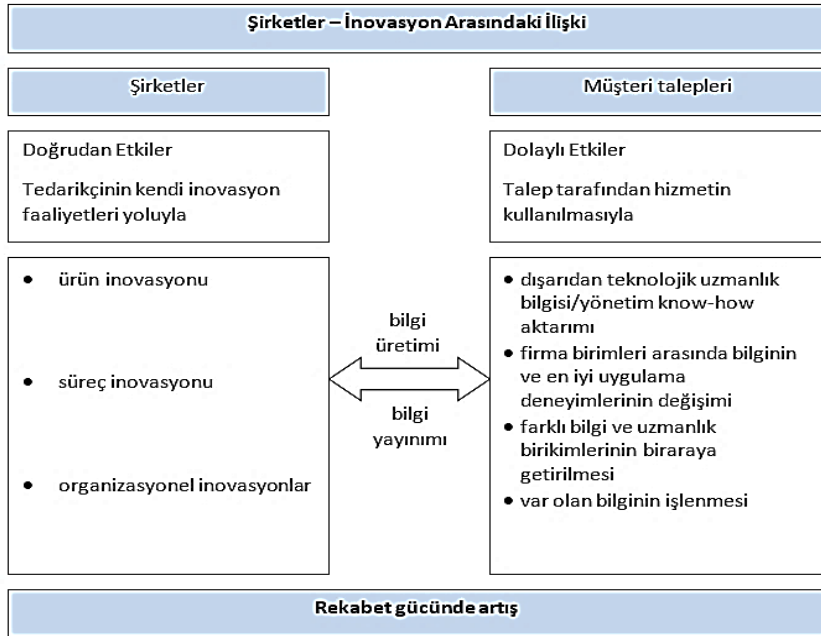 Şirketler – İnovasyon Arasındaki İlişki
Şirketler
Müşteri talepleri
Doğrudan Etkiler
Tedarikçinin kendi inovasyon
faaliyetleri yoluyla
Dolaylı Etkiler
Talep tarafından hizmetin
kullanılmasıyla
• ürün inovasyonu
• süreç inovasyonu
• organizasyonel inovasyonlar
bilgi
üretimi
bilgi
yayınımı
• dışarıdan teknolojik uzmanlık
bilgisi/yönetim know-how
aktarımı
• firma birimleri arasında bilginin
ve en iyi uygulama
deneyimlerinin değişimi
• farklı bilgi ve uzmanlık
birikimlerinin biraraya
getirilmesi
• var olan bilginin işlenmesi
Rekabet gücünde artış